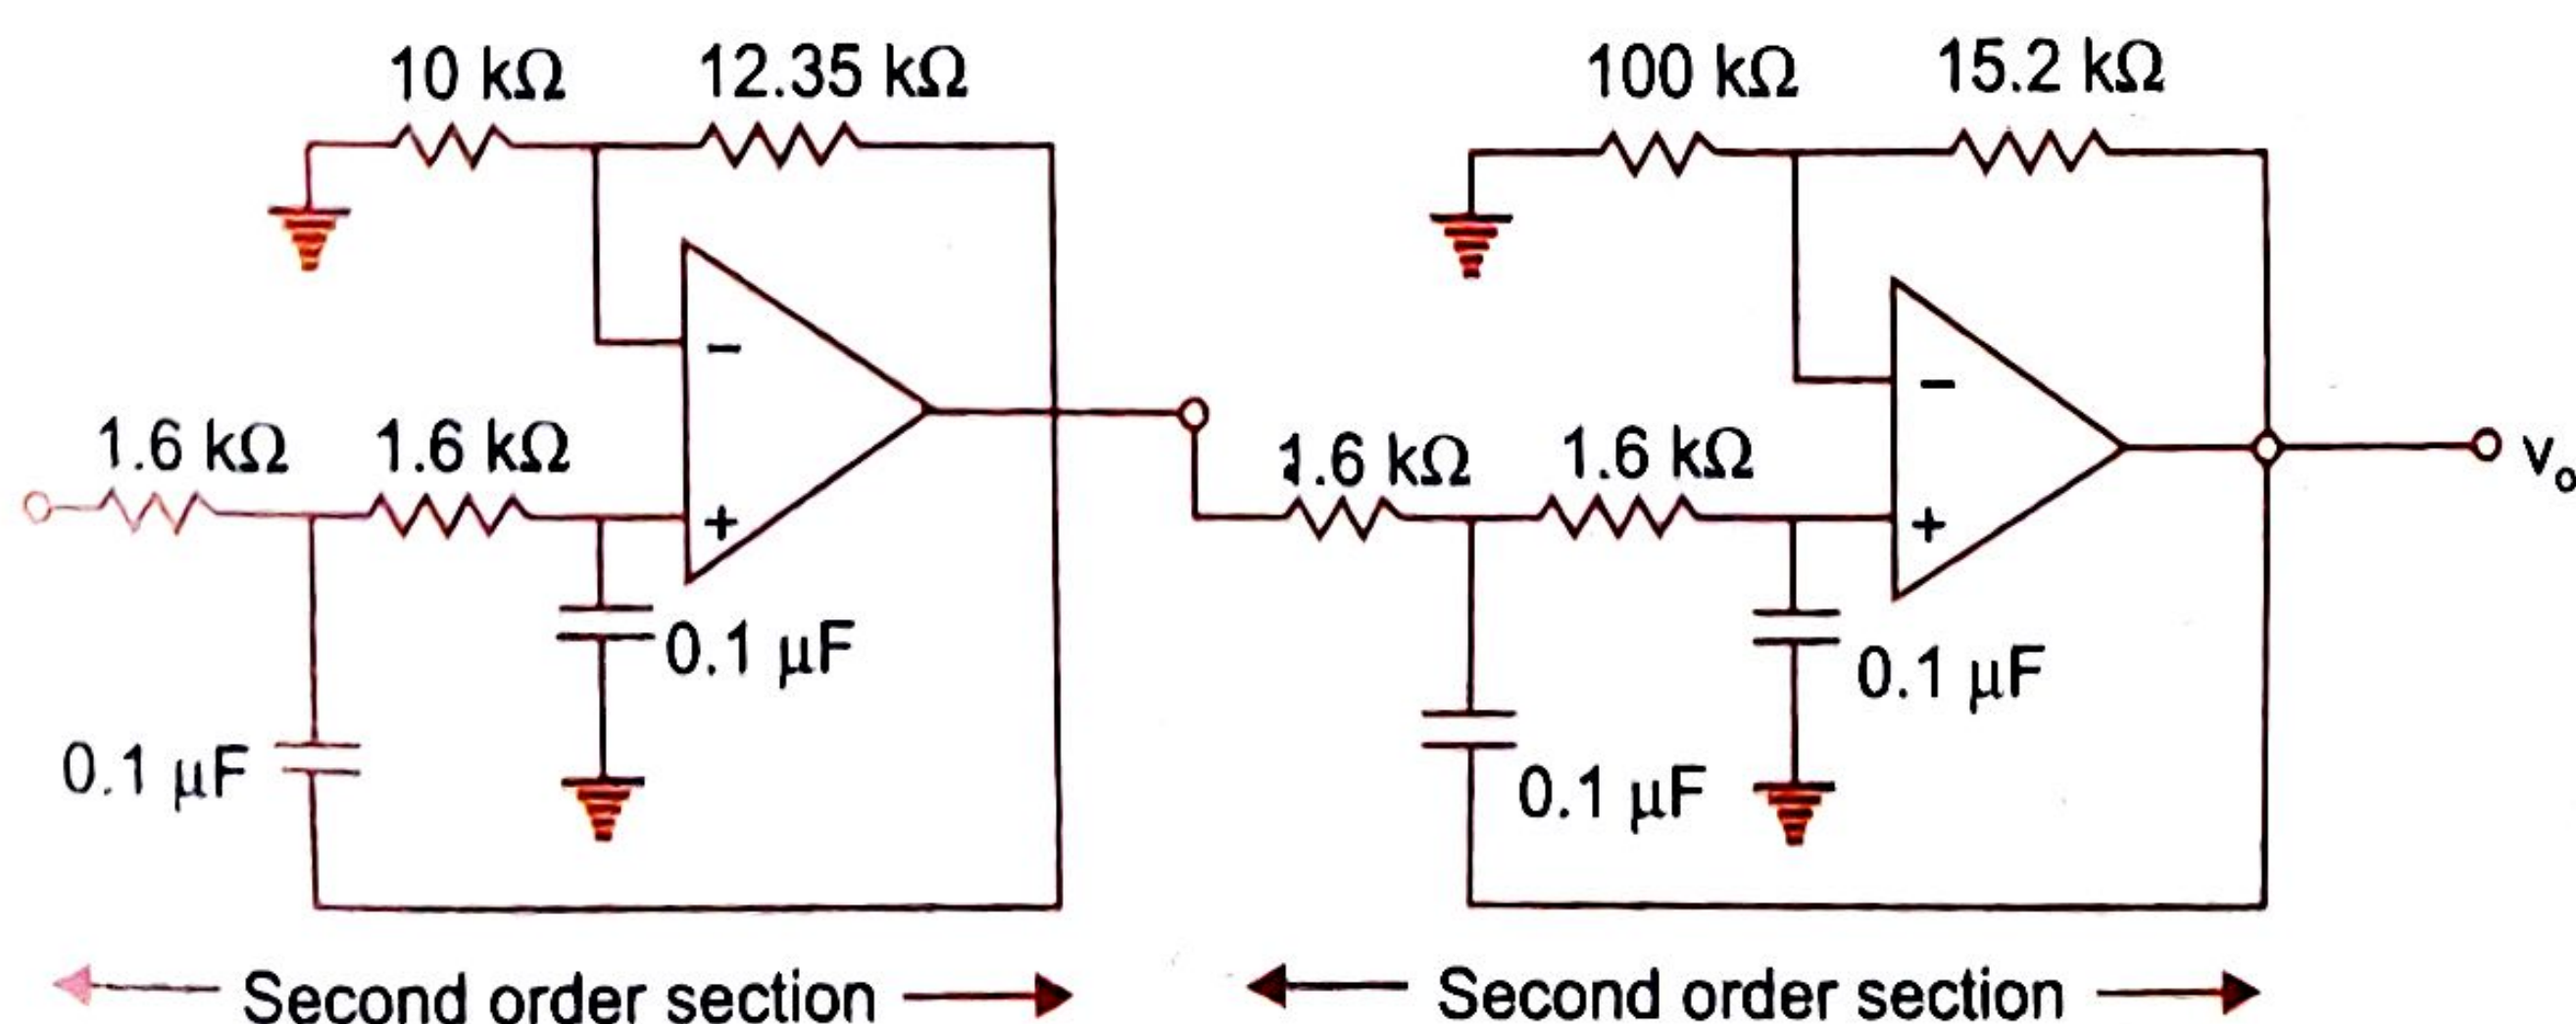 10 kΩ 12.35 kΩ 100 kΩ 15.2 kΩ
1.6 kΩ 1.6 kΩ 1.6 kΩ 1.6 kΩ
− −
+ +
vo
0.1 μF 0.1 μF
0.1 μF 0.1 μF
Second order section Second order section